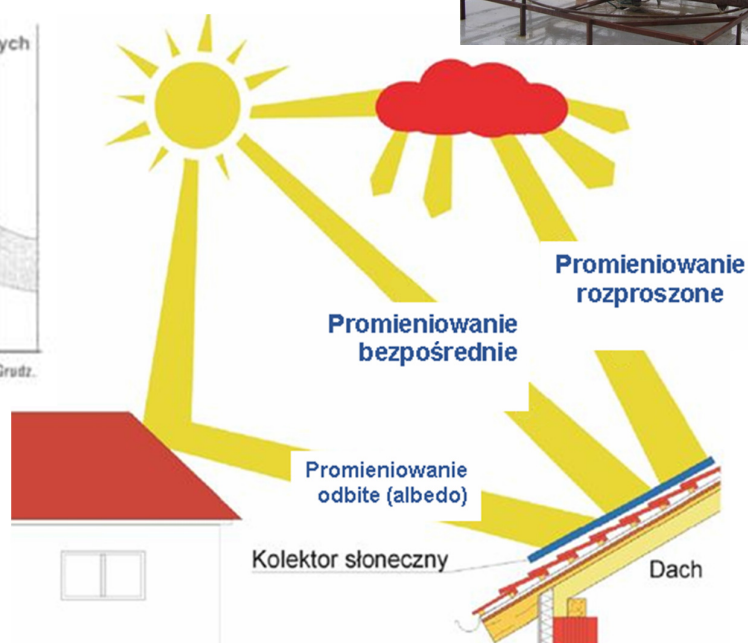 ych
Promieniowanie
rozproszone
Promieniowanie
bezpośrednie
Grudz.
Promieniowanie
odbite (albedo)
Kolektor słoneczny
Dach